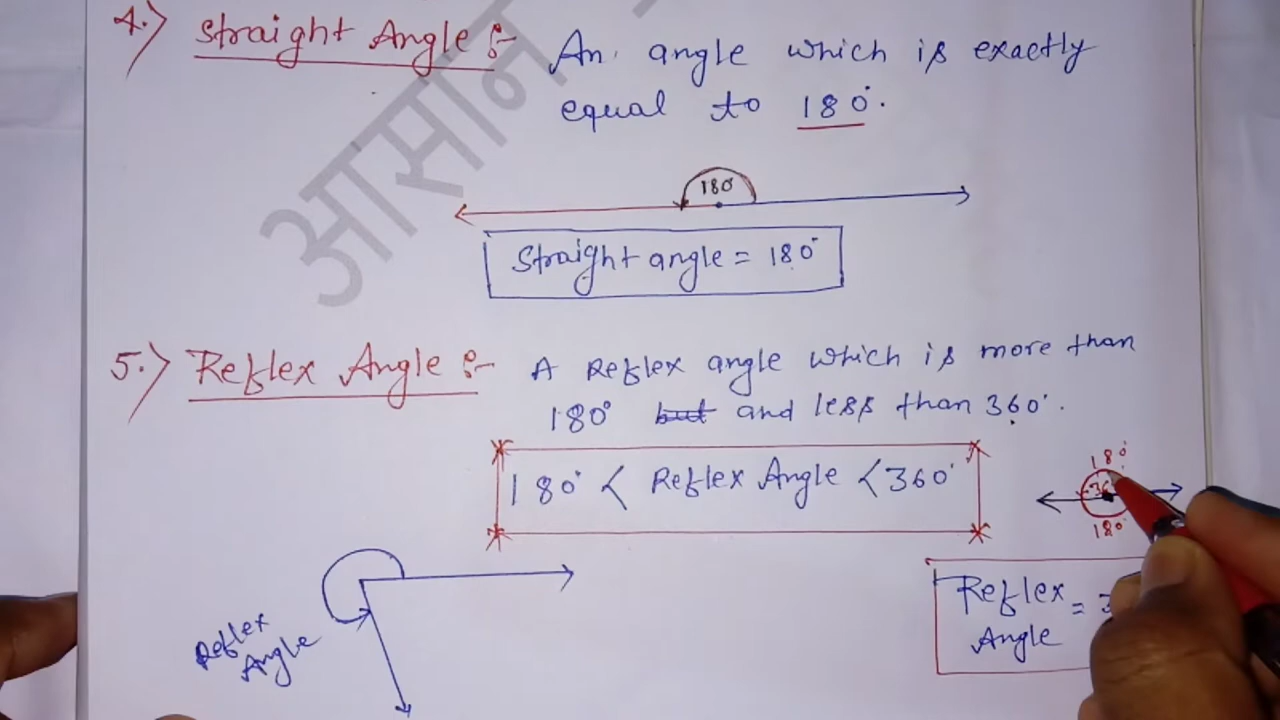 4.) Straight Angle :- An angle which is exactly
equal to 180°.
आसान
180°
Straight angle = 180°
5.) Reflex Angle :- A Reflex angle which is more than
180° but and less than 360°.
180° < Reflex Angle < 360°
180°
180°
Reflex Angle
Reflex
Angle =